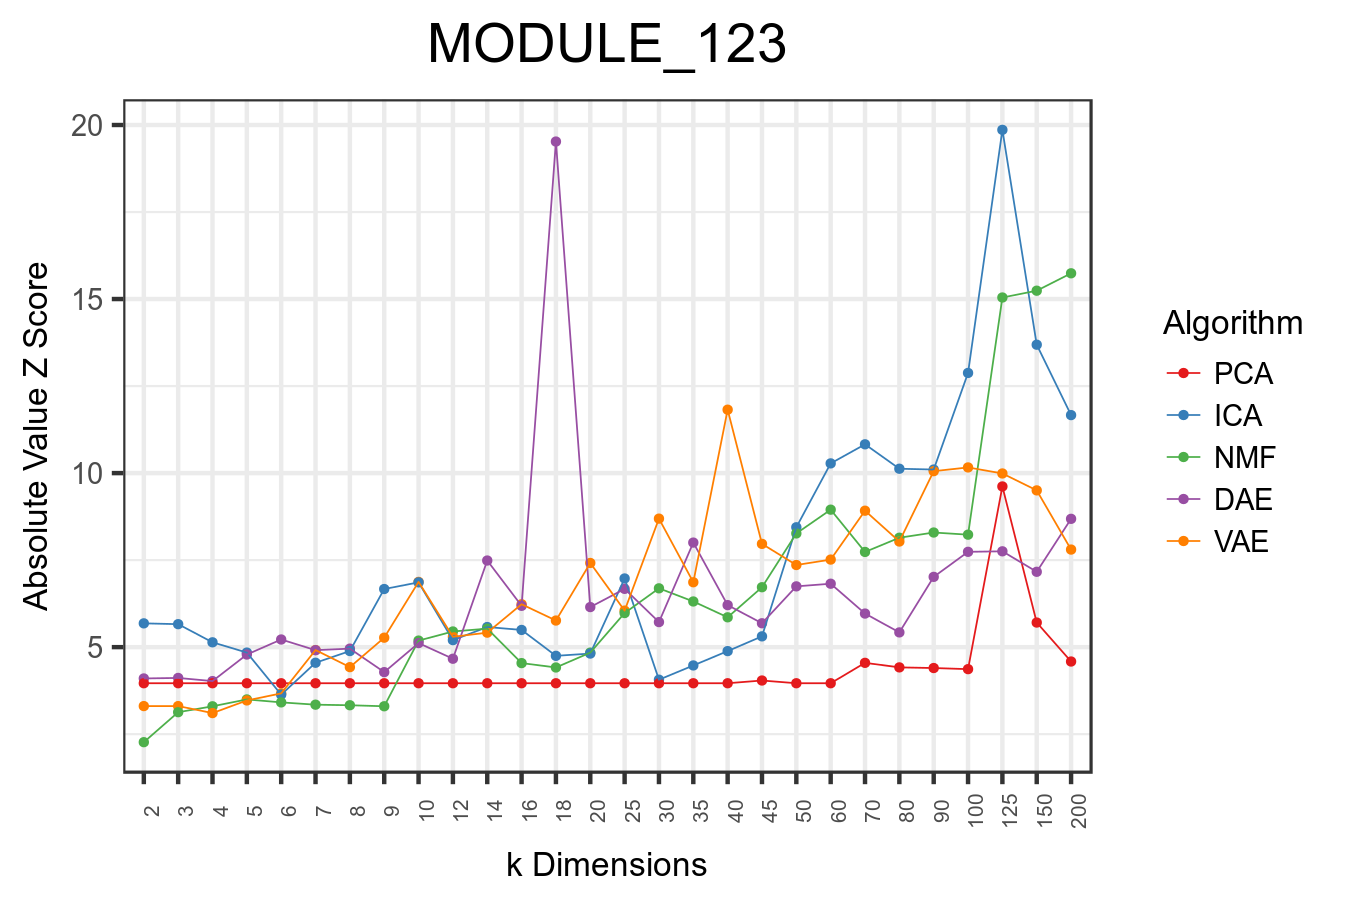 MODULE_123
20
15
10
5
Absolute Value Z Score
2 3 4 5 6 7 8 9 10 12 14 16 18 20 25 30 35 40 45 50 60 70 80 90 100 125 150 200
k Dimensions
Algorithm
PCA
ICA
NMF
DAE
VAE